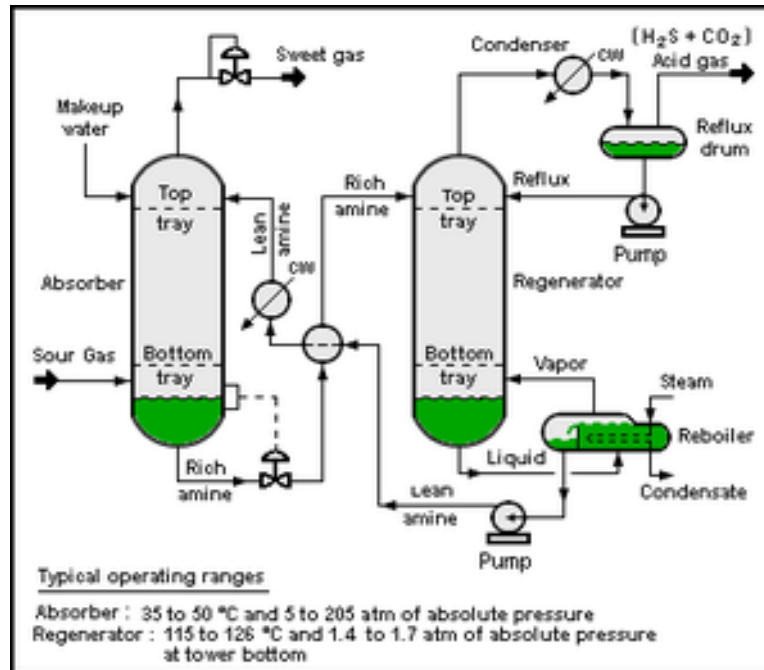 (H2S + CO2)
Acid gas
Condenser
CW
Sweet gas
Makeup
water
Reflux
drum
Rich
amine
Reflux
Top
tray
Lean
amine
Top
tray
Pump
CW
Absorber
Regenerator
Sour Gas
Bottom
tray
Bottom
tray
Vapor
Steam
Reboiler
Rich
amine
Liquid
Condensate
Lean
amine
Pump
Typical operating ranges
Absorber : 35 to 50 °C and 5 to 205 atm of absolute pressure
Regenerator : 115 to 126 °C and 1.4 to 1.7 atm of absolute pressure
at tower bottom